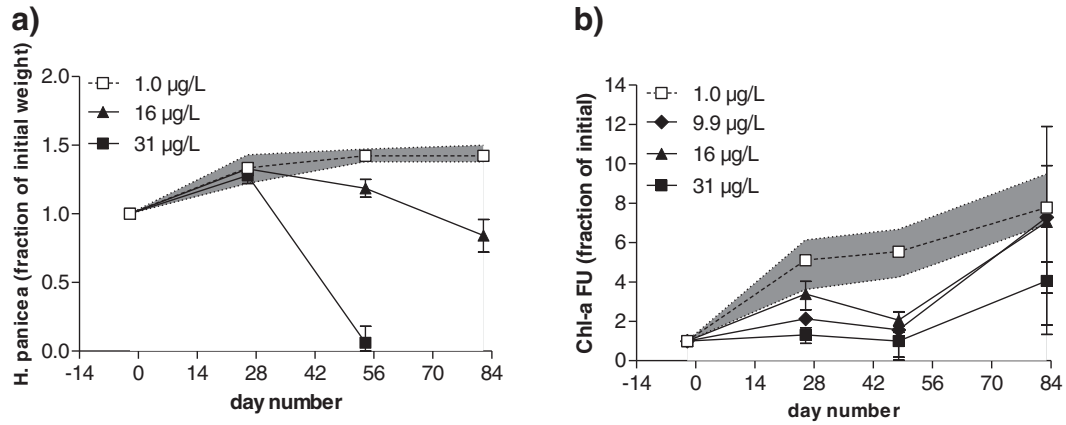 a)
H. panicea (fraction of initial weight)
2.0
1.5
1.0
0.5
0.0
1.0 µg/L
16 µg/L
31 µg/L
-14 0 14 28 42 56 70 84
day number
b)
Chl-a FU (fraction of initial)
14
12
10
8
6
4
2
0
1.0 µg/L
9.9 µg/L
16 µg/L
31 µg/L
-14 0 14 28 42 56 70 84
day number